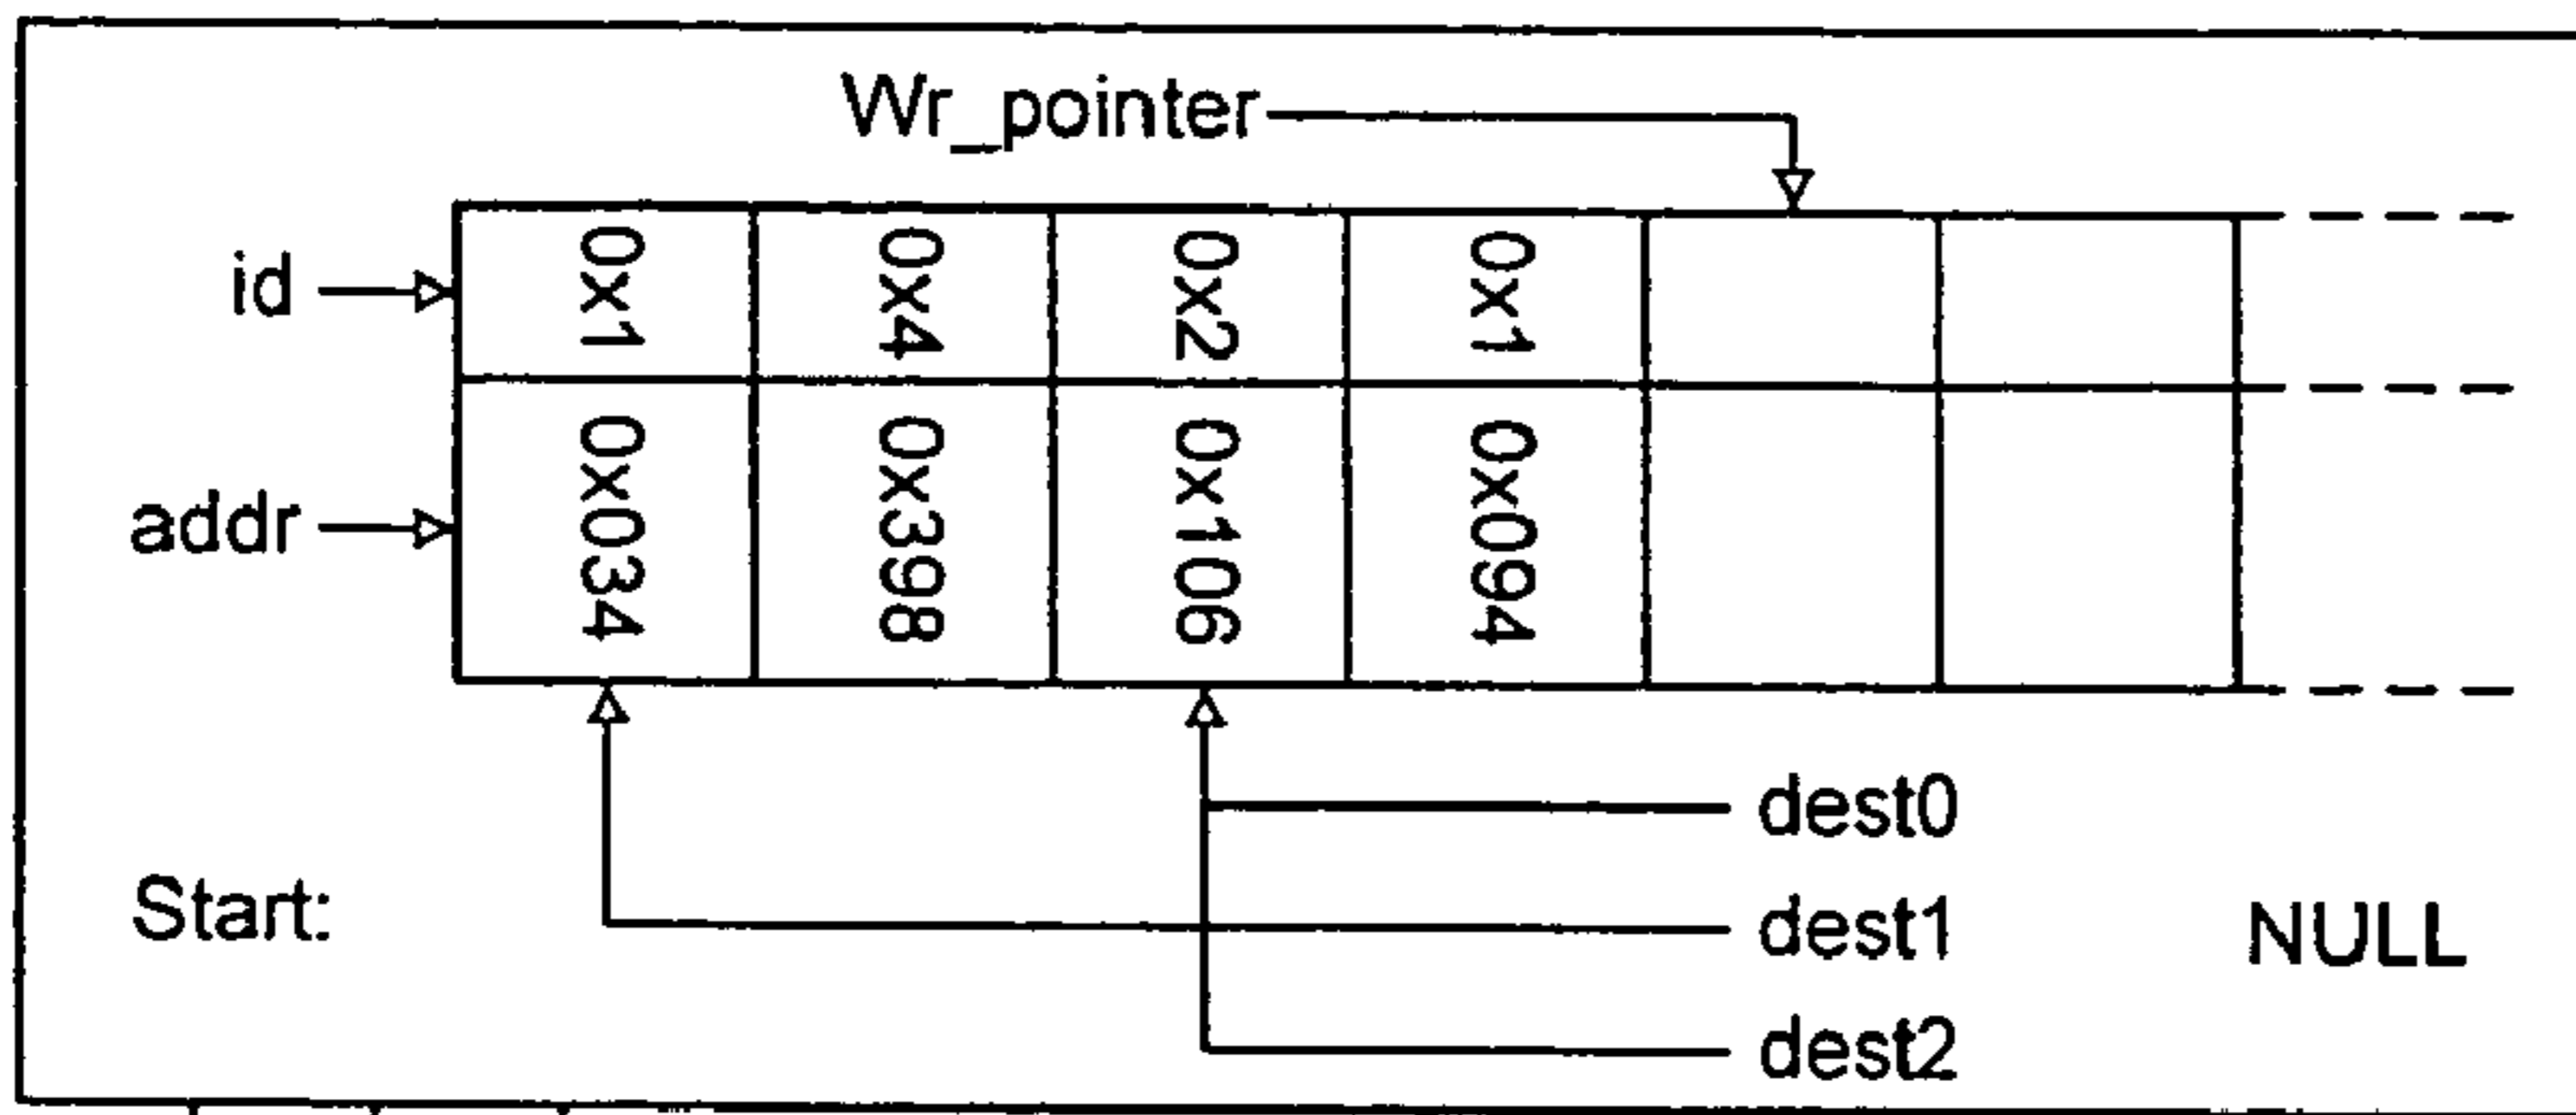 Wr_pointer
id 0x1 0x4 0x2 0x1
addr 0x034 0x398 0x106 0x094
dest0
Start: dest1 NULL
dest2